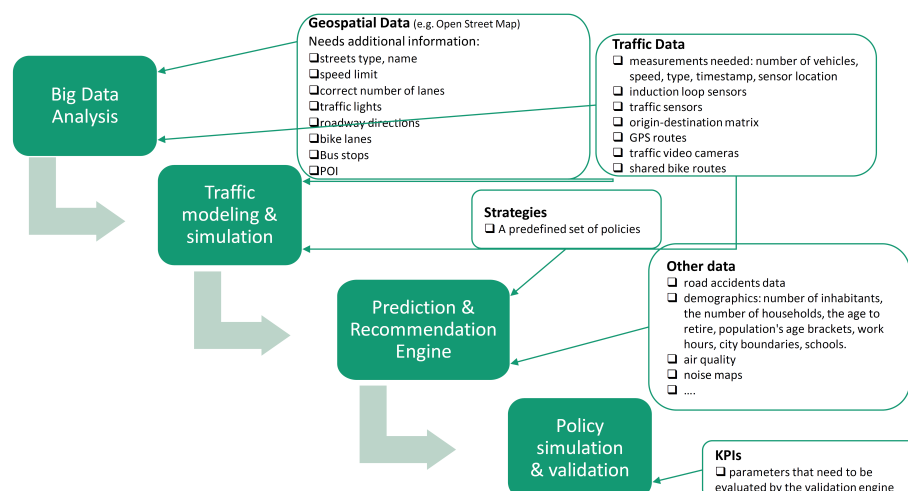 Geospatial Data (e.g. Open Street Map)
Needs additional information:
❑streets type, name
❑speed limit
❑correct number of lanes
❑traffic lights
❑roadway directions
❑bike lanes
❑Bus stops
❑POI
Traffic Data
❑ measurements needed: number of vehicles,
speed, type, timestamp, sensor location
❑ induction loop sensors
❑ traffic sensors
❑ origin-destination matrix
❑ GPS routes
❑ traffic video cameras
❑ shared bike routes
Big Data
Analysis
Traffic
modeling &
simulation
Strategies
❑ A predefined set of policies
Other data
❑ road accidents data
❑ demographics: number of inhabitants,
the number of households, the age to
retire, population's age brackets, work
hours, city boundaries, schools.
❑ air quality
❑ noise maps
❑ ....
Prediction &
Recommendation
Engine
Policy
simulation
& validation
KPIs
❑ parameters that need to be
evaluated by the validation engine